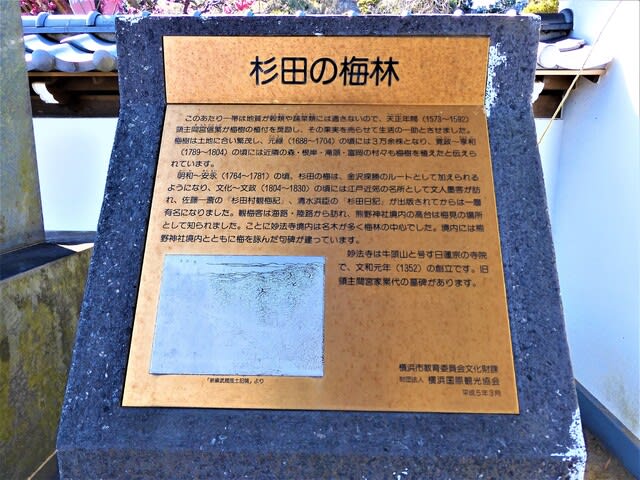 杉田の梅林
このあたり一帯は地質が穀類や蔬菜類には適さないので、天正年間(1573〜1592)
領主間宮信繁が梅樹の植付を奨励し、その果実を売らせて生活の一助とさせました。
梅樹は土地に合い繁茂し、元禄(1688〜1704)の頃には3万余株となり、寛政〜享和
(1789〜1804)の頃には近隣の森・根岸・滝頭・富岡の村々も梅樹を植えたと伝えら
れています。
明和〜安永(1764〜1781)の頃、杉田の梅は、金沢探勝のルートとして加えられる
ようになり、文化〜文政(1804〜1830)の頃には江戸近郊の名所として文人墨客が訪
れ、佐藤一斎の「杉田村観梅記」、清水浜臣の「杉田日記」が出版されてからは一層
有名になりました。観梅客は海路・陸路から訪れ、熊野神社境内の高台は梅見の場所
として知られました。ことに妙法寺境内は名木が多く梅林の中心でした。境内には熊
野神社境内とともに梅を詠んだ句碑が建っています。
妙法寺は牛頭山と号す日蓮宗の寺院
で、文和元年(1352)の創立です。旧
領主間宮家累代の墓碑があります。
「新編武蔵風土記稿」より
横浜市教育委員会文化財課
財団法人 横浜国際観光協会
平成5年3月